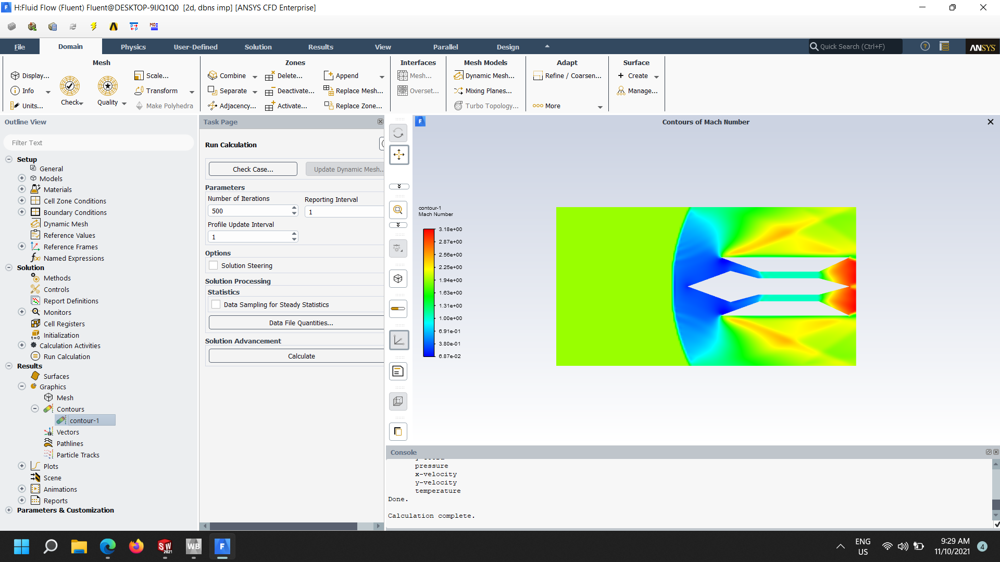 H:Fluid Flow (Fluent) Fluent@DESKTOP-9IJQ1Q0 [2d, dbns imp] [ANSYS CFD Enterprise]
File Domain Physics User-Defined Solution Results View Parallel Design Quick Search (Ctrl+F) ANSYS
Mesh
Display...
Info
Units...
Check
Quality
Scale...
Transform
Make Polyhedra
Zones
Combine
Separate
Adjacency...
Delete...
Deactivate...
Activate...
Append
Replace Mesh...
Replace Zone...
Interfaces
Mesh...
Overset...
Mesh Models
Dynamic Mesh...
Mixing Planes...
Turbo Topology...
Adapt
Refine / Coarsen...
More
Surface
Create
Manage...
Outline View
Filter Text
Setup
General
Models
Materials
Cell Zone Conditions
Boundary Conditions
Dynamic Mesh
Reference Values
Reference Frames
Named Expressions
Solution
Methods
Controls
Report Definitions
Monitors
Cell Registers
Initialization
Calculation Activities
Run Calculation
Results
Surfaces
Graphics
Mesh
Contours
contour-1
Vectors
Pathlines
Particle Tracks
Plots
Scene
Animations
Reports
Parameters & Customization
Task Page
Run Calculation
Check Case...
Update Dynamic Mesh..
Parameters
Number of Iterations
500
Reporting Interval
1
Profile Update Interval
1
Options
Solution Steering
Solution Processing
Statistics
Data Sampling for Steady Statistics
Data File Quantities...
Solution Advancement
Calculate
Contours of Mach Number
contour-1
Mach Number
3.18e+00
2.87e+00
2.56e+00
2.25e+00
1.94e+00
1.63e+00
1.31e+00
1.00e+00
6.91e-01
3.80e-01
6.87e-02
Console
pressure
x-velocity
y-velocity
temperature
Done.
Calculation complete.
SW
2021
WB
F
ENG
US
9:29 AM
11/10/2021
4